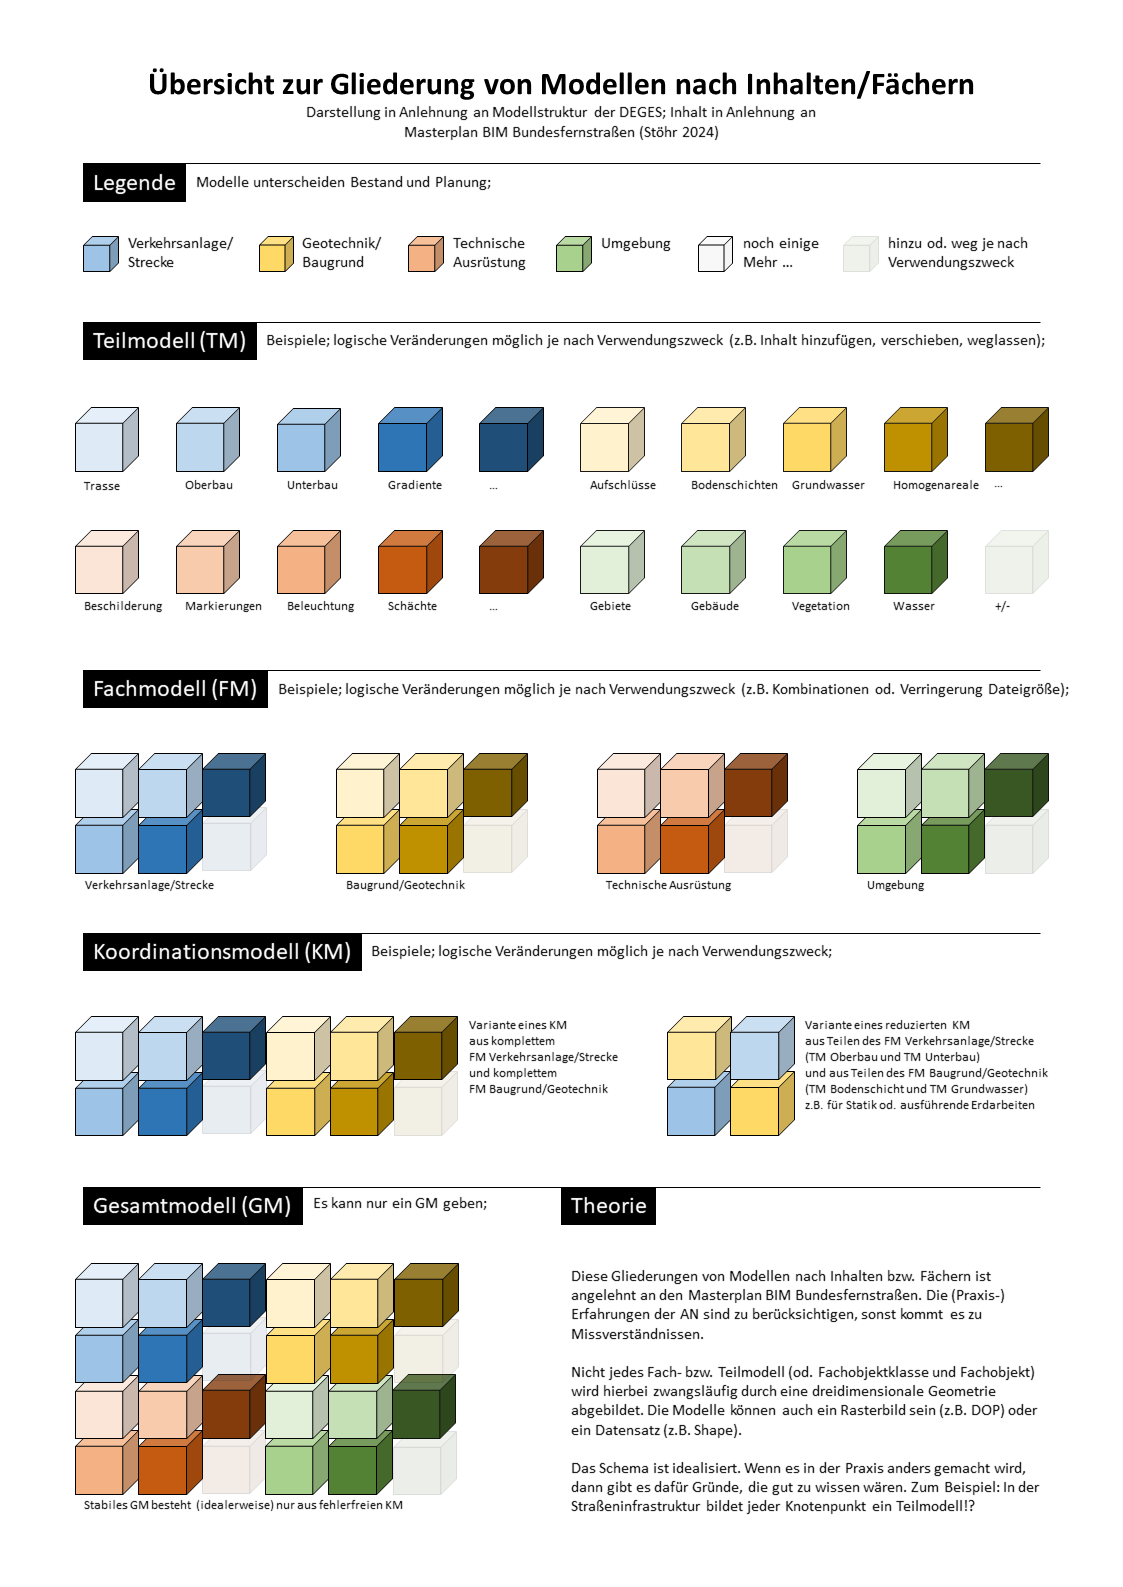 Übersicht zur Gliederung von Modellen nach Inhalten/Fächern
Darstellung in Anlehnung an Modellstruktur der DEGES; Inhalt in Anlehnung an
Masterplan BIM Bundesfernstraßen (Stöhr 2024)
Legende
Modelle unterscheiden Bestand und Planung;
Verkehrsanlage/
Strecke
Geotechnik/
Baugrund
Technische
Ausrüstung
Umgebung
noch einige
Mehr ...
hinzu od. weg je nach
Verwendungszweck
Teilmodell (TM)
Beispiele; logische Veränderungen möglich je nach Verwendungszweck (z.B. Inhalt hinzufügen, verschieben, weglassen);
Trasse
Oberbau
Unterbau
Gradiente
...
Aufschlüsse
Bodenschichten
Grundwasser
Homogenareale
...
Beschilderung
Markierungen
Beleuchtung
Schächte
...
Gebiete
Gebäude
Vegetation
Wasser
+/-
Fachmodell (FM)
Beispiele; logische Veränderungen möglich je nach Verwendungszweck (z.B. Kombinationen od. Verringerung Dateigröße);
Verkehrsanlage/Strecke
Baugrund/Geotechnik
Technische Ausrüstung
Umgebung
Koordinationsmodell (KM)
Beispiele; logische Veränderungen möglich je nach Verwendungszweck;
Variante eines KM
aus komplettem
FM Verkehrsanlage/Strecke
und komplettem
FM Baugrund/Geotechnik
Variante eines reduzierten KM
aus Teilen des FM Verkehrsanlage/Strecke
(TM Oberbau und TM Unterbau)
und aus Teilen des FM Baugrund/Geotechnik
(TM Bodenschicht und TM Grundwasser)
z.B. für Statik od. ausführende Erdarbeiten
Gesamtmodell (GM)
Es kann nur ein GM geben;
Stabiles GM besteht (idealerweise) nur aus fehlerfreien KM
Theorie
Diese Gliederungen von Modellen nach Inhalten bzw. Fächern ist
angelehnt an den Masterplan BIM Bundesfernstraßen. Die (Praxis-)
Erfahrungen der AN sind zu berücksichtigen, sonst kommt es zu
Missverständnissen.
Nicht jedes Fach- bzw. Teilmodell (od. Fachobjektklasse und Fachobjekt)
wird hierbei zwangsläufig durch eine dreidimensionale Geometrie
abgebildet. Die Modelle können auch ein Rasterbild sein (z.B. DOP) oder
ein Datensatz (z.B. Shape).
Das Schema ist idealisiert. Wenn es in der Praxis anders gemacht wird,
dann gibt es dafür Gründe, die gut zu wissen wären. Zum Beispiel: In der
Straßeninfrastruktur bildet jeder Knotenpunkt ein Teilmodell!?